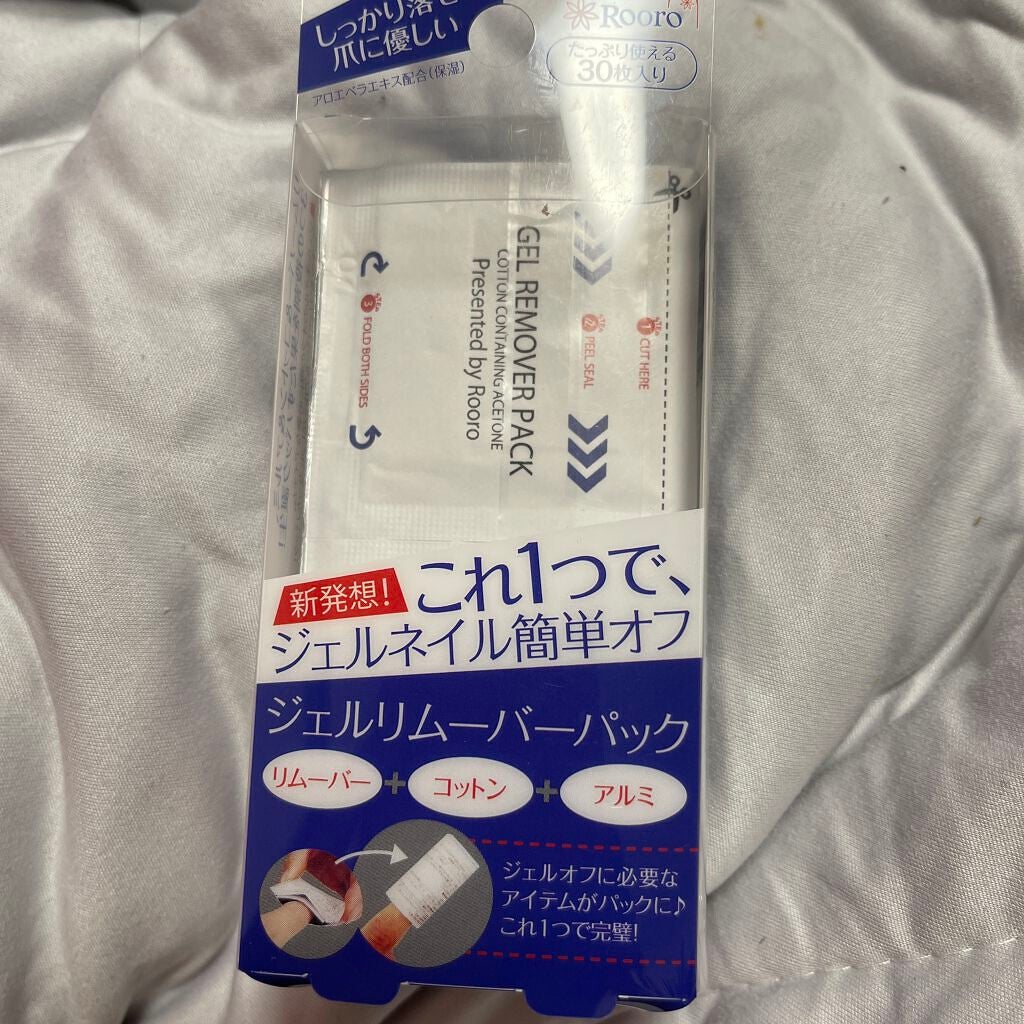 しっかり落
爪に優しい
アロエベラエキス配合(保湿)
Rooro
たっぷり使える
30枚入り
GEL REMOVER PACK
COTTON CONTAINING ACETONE
Presented by Rooro
STEP 1 CUT HERE
STEP 2 PEEL SEAL
STEP 3 FOLD BOTH SIDES
新発想!
これ1つで、
ジェルネイル簡単オフ
ジェルリムーバーパック
リムーバー+コットン+アルミ
ジェルオフに必要な
アイテムがパックに♪
これ1つで完璧!